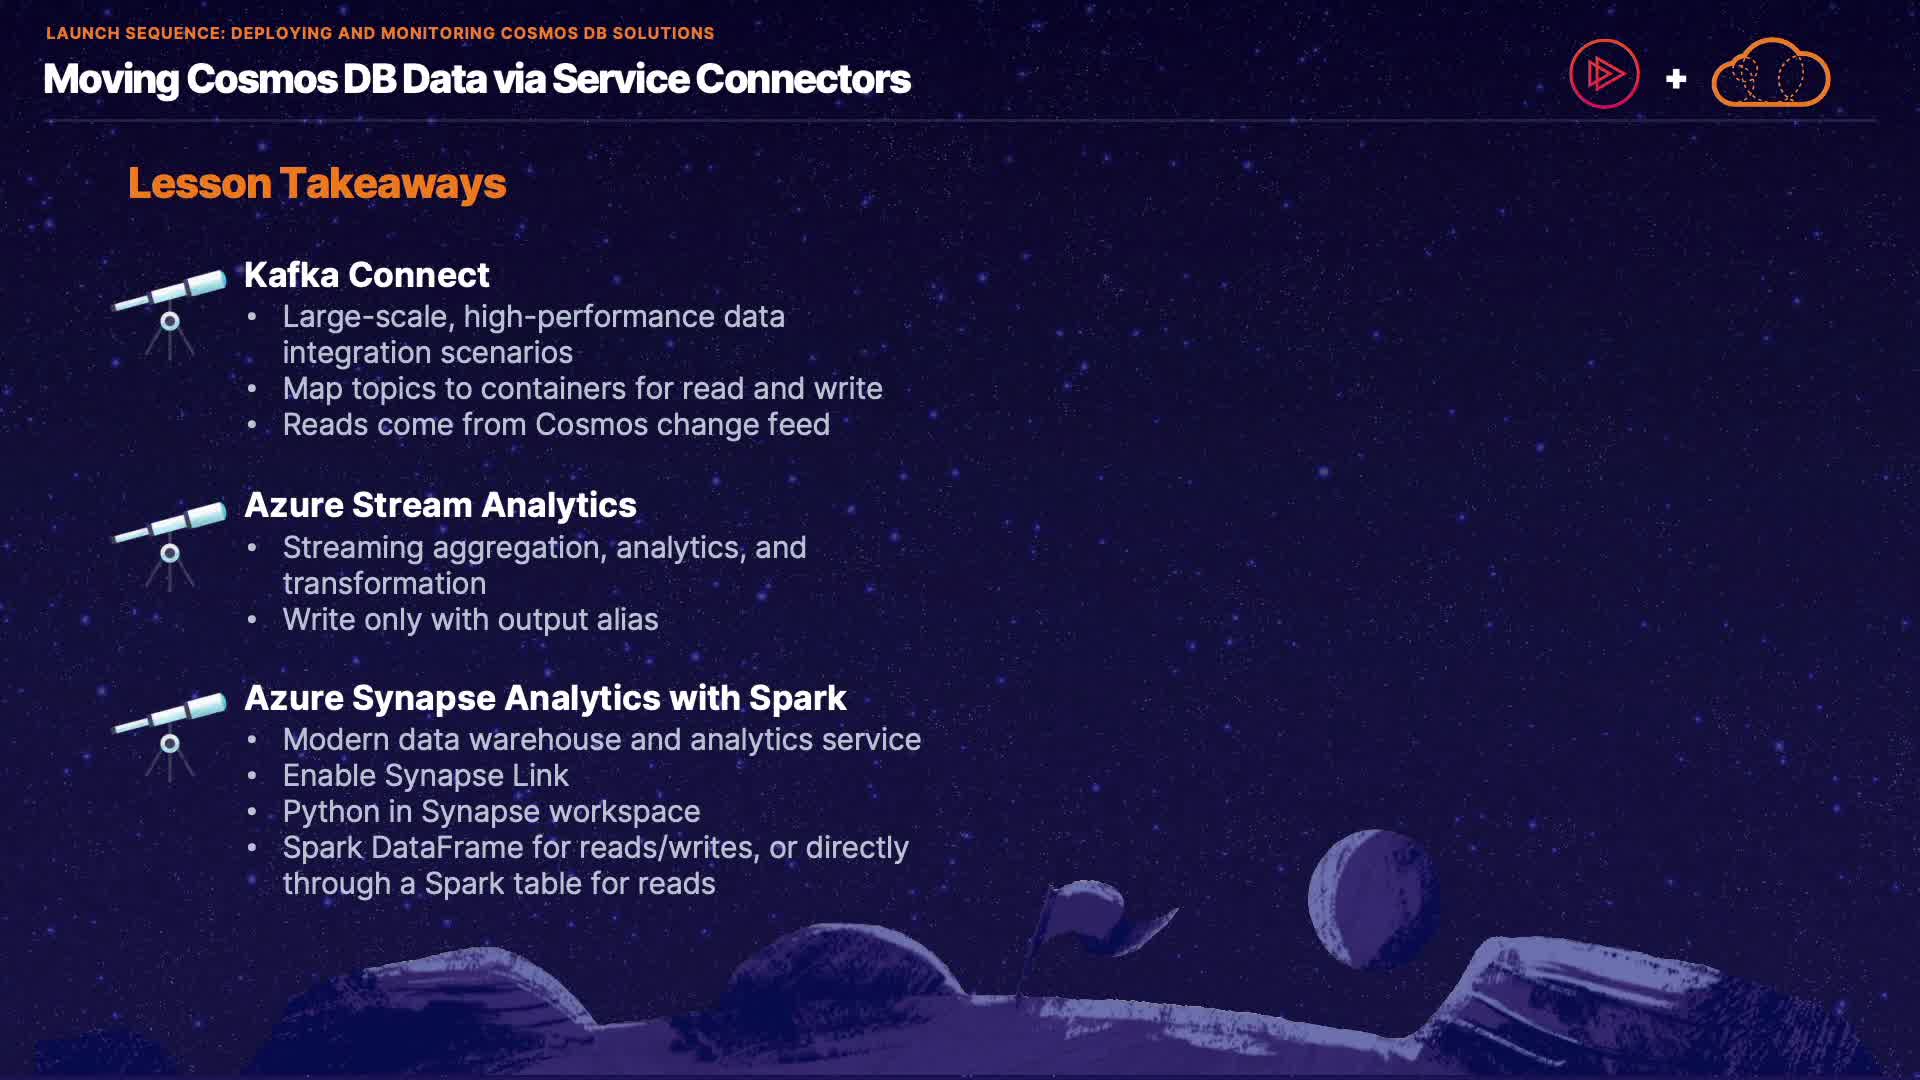 LAUNCH SEQUENCE: DEPLOYING AND MONITORING COSMOS DB SOLUTIONS
Moving Cosmos DB Data via Service Connectors
+
Lesson Takeaways
Kafka Connect
• Large-scale, high-performance data
integration scenarios
• Map topics to containers for read and write
• Reads come from Cosmos change feed
Azure Stream Analytics
• Streaming aggregation, analytics, and
transformation
• Write only with output alias
Azure Synapse Analytics with Spark
• Modern data warehouse and analytics service
• Enable Synapse Link
• Python in Synapse workspace
• Spark DataFrame for reads/writes, or directly
through a Spark table for reads